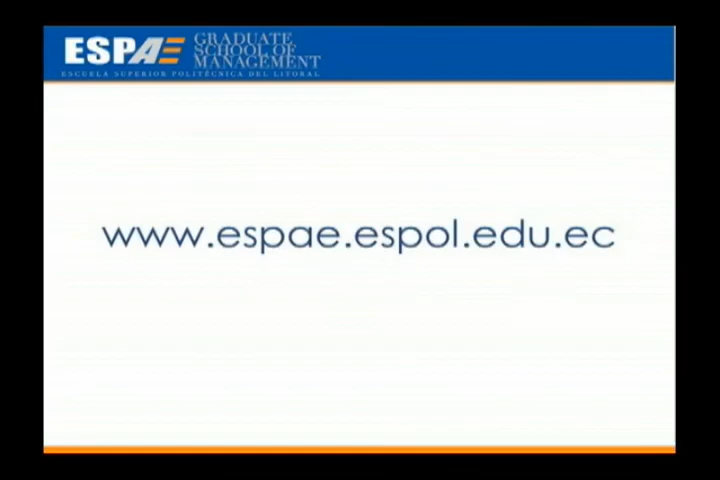 ESPAE
GRADUATE
SCHOOL OF
MANAGEMENT
ESCUELA SUPERIOR POLITÉCNICA DEL LITORAL
www.espae.espol.edu.ec